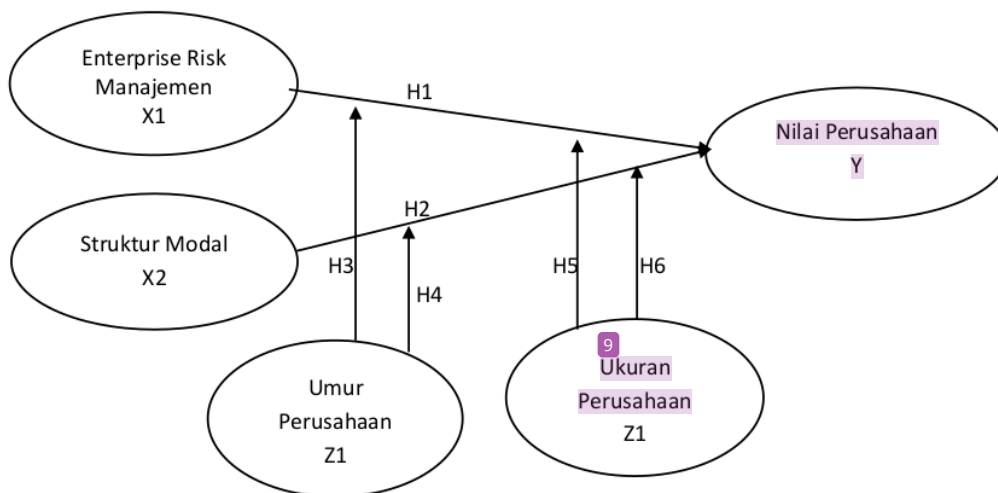 Enterprise Risk
Manajemen
X1
H1
Nilai Perusahaan
Y
Struktur Modal
X2
H2
H3
H4
H5
H6
Umur
Perusahaan
Z1
9
Ukuran
Perusahaan
Z1